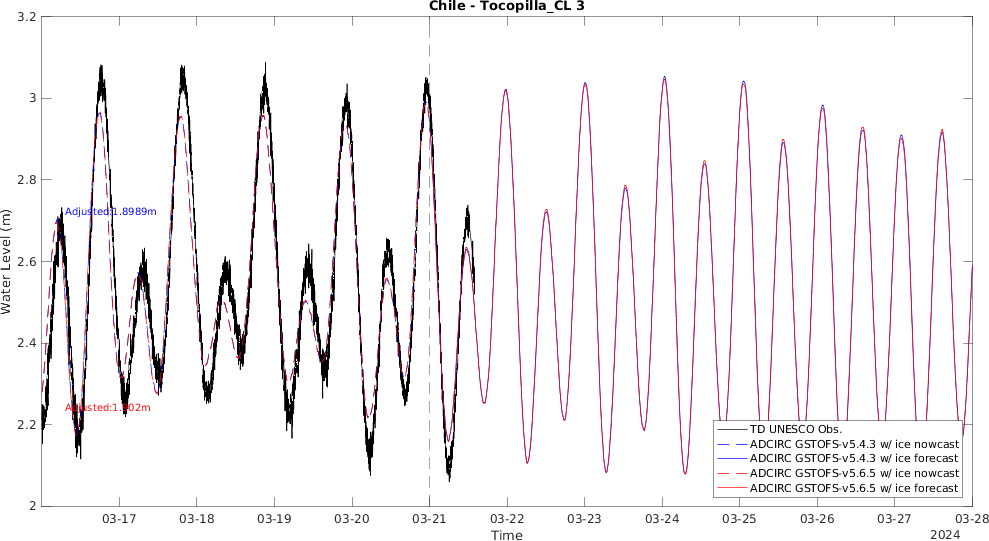 Chile - Tocopilla_CL 3
3.2
3
2.8
2.6
2.4
2.2
2
Water Level (m)
Adjusted:1.8989m
TD UNESCO Obs.
ADCIRC GSTOFS-v5.4.3 w/ ice nowcast
ADCIRC GSTOFS-v5.4.3 w/ ice forecast
ADCIRC GSTOFS-v5.6.5 w/ ice nowcast
ADCIRC GSTOFS-v5.6.5 w/ ice forecast
03-17
03-18
03-19
03-20
03-21
03-22
03-23
03-24
03-25
03-26
03-27
03-28
Time
2024